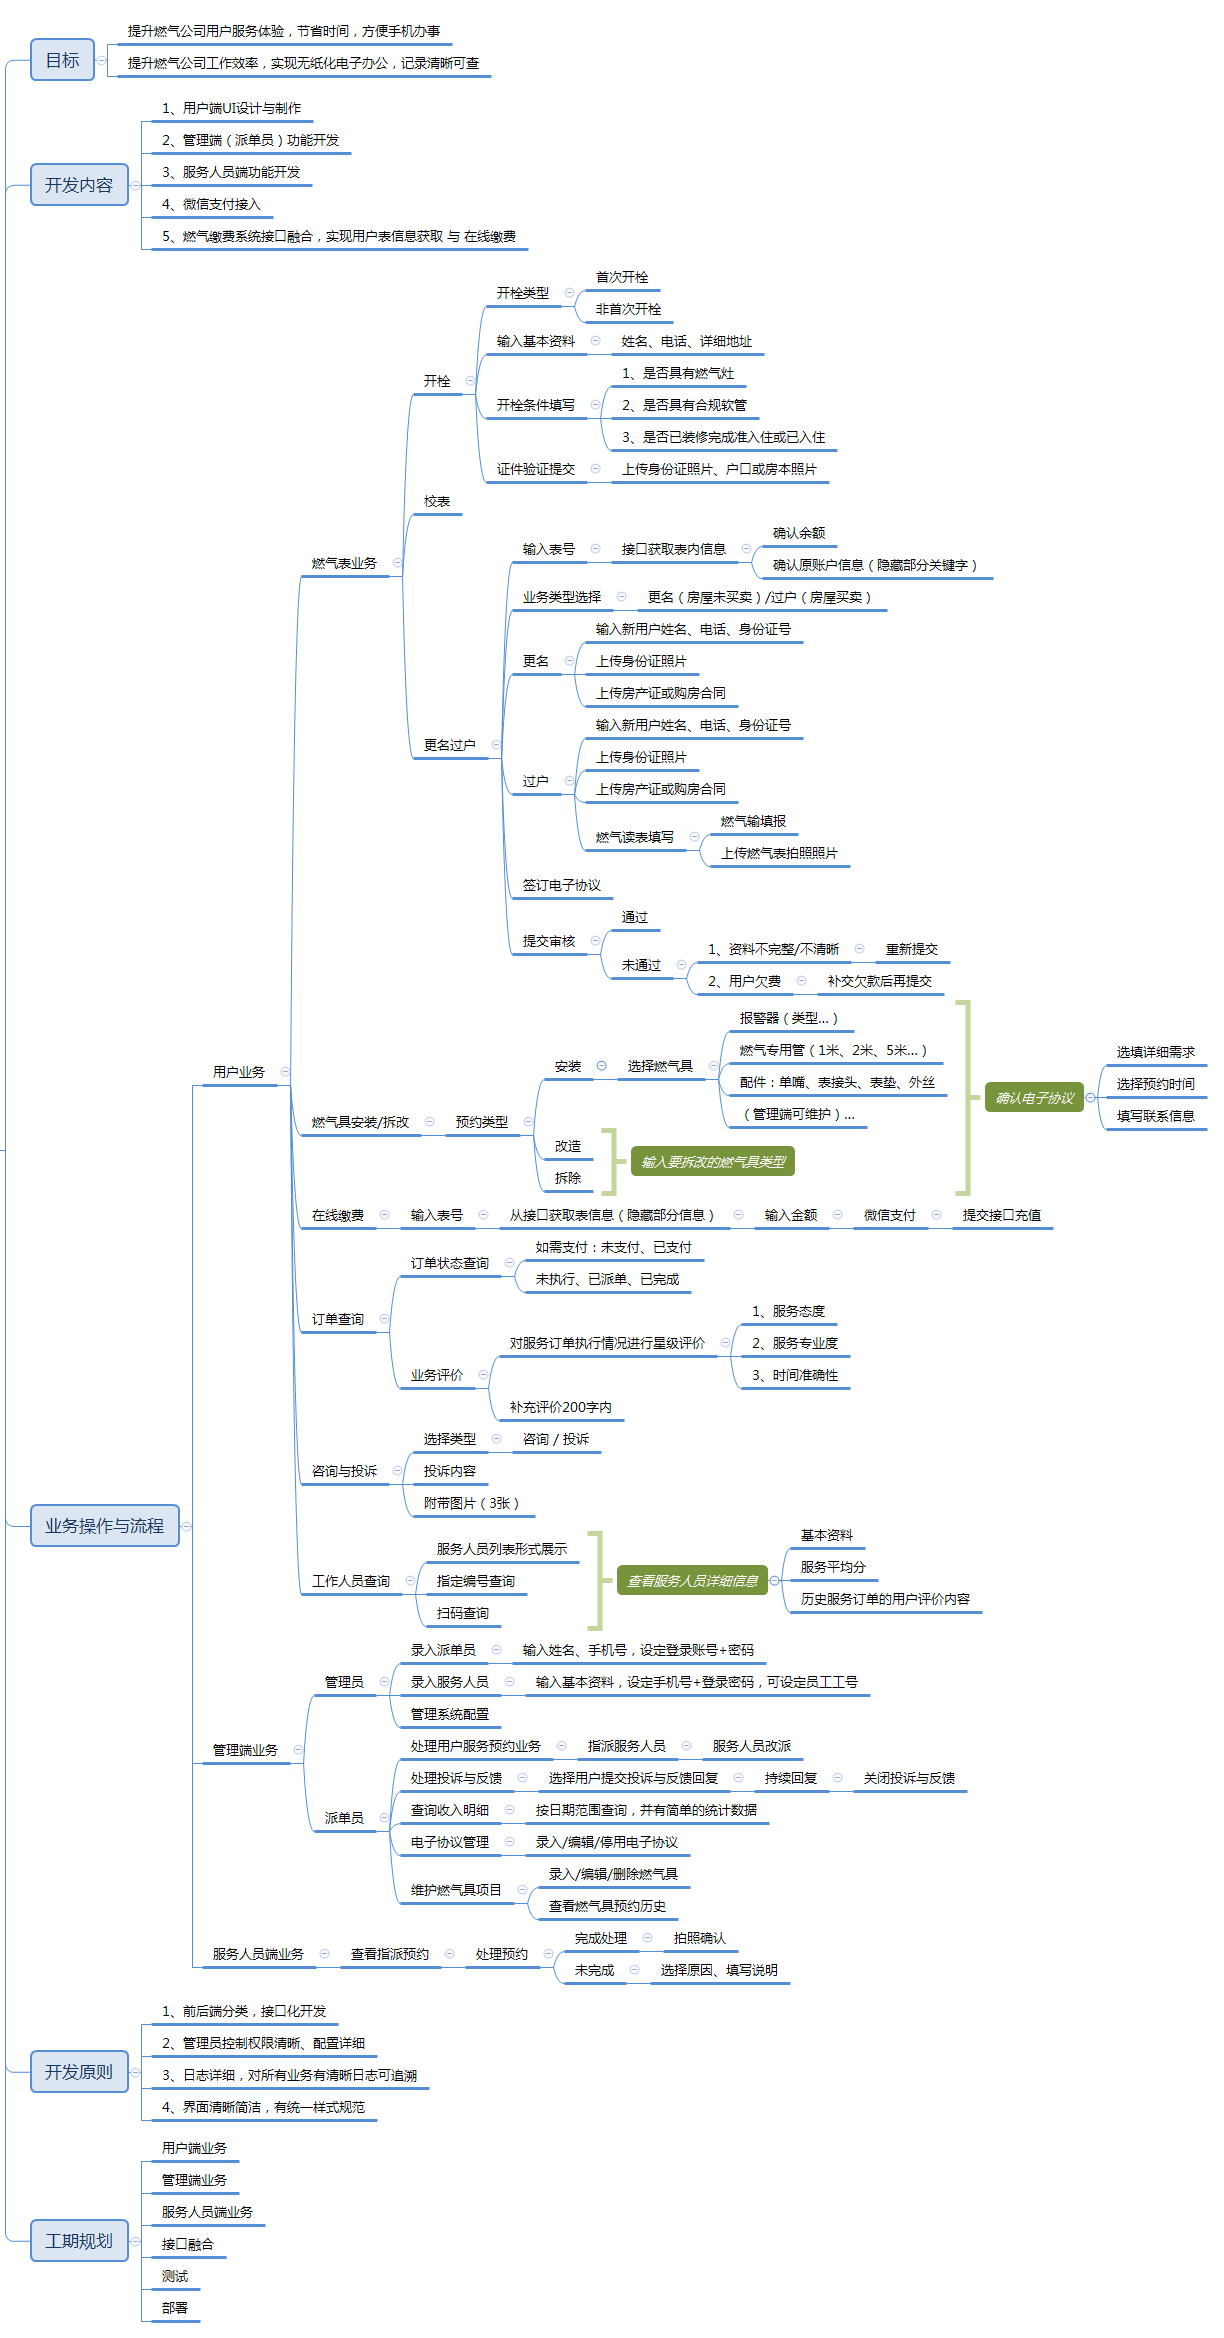 目标
提升燃气公司用户服务体验，节省时间，方便手机办事
提升燃气公司工作效率，实现无纸化电子办公，记录清晰可查
开发内容
1、用户端UI设计与制作
2、管理端（派单员）功能开发
3、服务人员端功能开发
4、微信支付接入
5、燃气缴费系统接口融合，实现用户表信息获取 与 在线缴费
业务操作与流程
用户业务
燃气表业务
开栓
开栓类型
首次开栓
非首次开栓
输入基本资料
姓名、电话、详细地址
开栓条件填写
1、是否具有燃气灶
2、是否具有合规软管
3、是否已装修完成准入住或已入住
证件验证提交
上传身份证照片、户口或房本照片
校表
更名过户
输入表号
接口获取表内信息
确认余额
确认原账户信息（隐藏部分关键字）
业务类型选择
更名（房屋未买卖）/过户（房屋买卖）
更名
输入新用户姓名、电话、身份证号
上传身份证照片
上传房产证或购房合同
过户
输入新用户姓名、电话、身份证号
上传身份证照片
上传房产证或购房合同
燃气读表填写
燃气输填报
上传燃气表拍照照片
签订电子协议
提交审核
通过
未通过
1、资料不完整/不清晰
重新提交
2、用户欠费
补交欠款后再提交
燃气具安装/拆改
预约类型
安装
选择燃气具
报警器（类型...）
燃气专用管（1米、2米、5米...）
配件：单嘴、表接头、表垫、外丝
（管理端可维护）...
改造
拆除
输入要拆改的燃气具类型
确认电子协议
选填详细需求
选择预约时间
填写联系信息
在线缴费
输入表号
从接口获取表信息（隐藏部分信息）
输入金额
微信支付
提交接口充值
订单查询
订单状态查询
如需支付：未支付、已支付
未执行、已派单、已完成
业务评价
对服务订单执行情况进行星级评价
1、服务态度
2、服务专业度
3、时间准确性
补充评价200字内
咨询与投诉
选择类型
咨询 / 投诉
投诉内容
附带图片（3张）
工作人员查询
服务人员列表形式展示
指定编号查询
扫码查询
查看服务人员详细信息
基本资料
服务平均分
历史服务订单的用户评价内容
管理端业务
管理员
录入派单员
输入姓名、手机号，设定登录账号+密码
录入服务人员
输入基本资料，设定手机号+登录密码，可设定员工工号
管理系统配置
派单员
处理用户服务预约业务
指派服务人员
服务人员改派
处理投诉与反馈
选择用户提交投诉与反馈回复
持续回复
关闭投诉与反馈
查询收入明细
按日期范围查询，并有简单的统计数据
电子协议管理
录入/编辑/停用电子协议
维护燃气具项目
录入/编辑/删除燃气具
查看燃气具预约历史
服务人员端业务
查看指派预约
处理预约
完成处理
拍照确认
未完成
选择原因、填写说明
开发原则
1、前后端分类，接口化开发
2、管理员控制权限清晰、配置详细
3、日志详细，对所有业务有清晰日志可追溯
4、界面清晰简洁，有统一样式规范
工期规划
用户端业务
管理端业务
服务人员端业务
接口融合
测试
部署